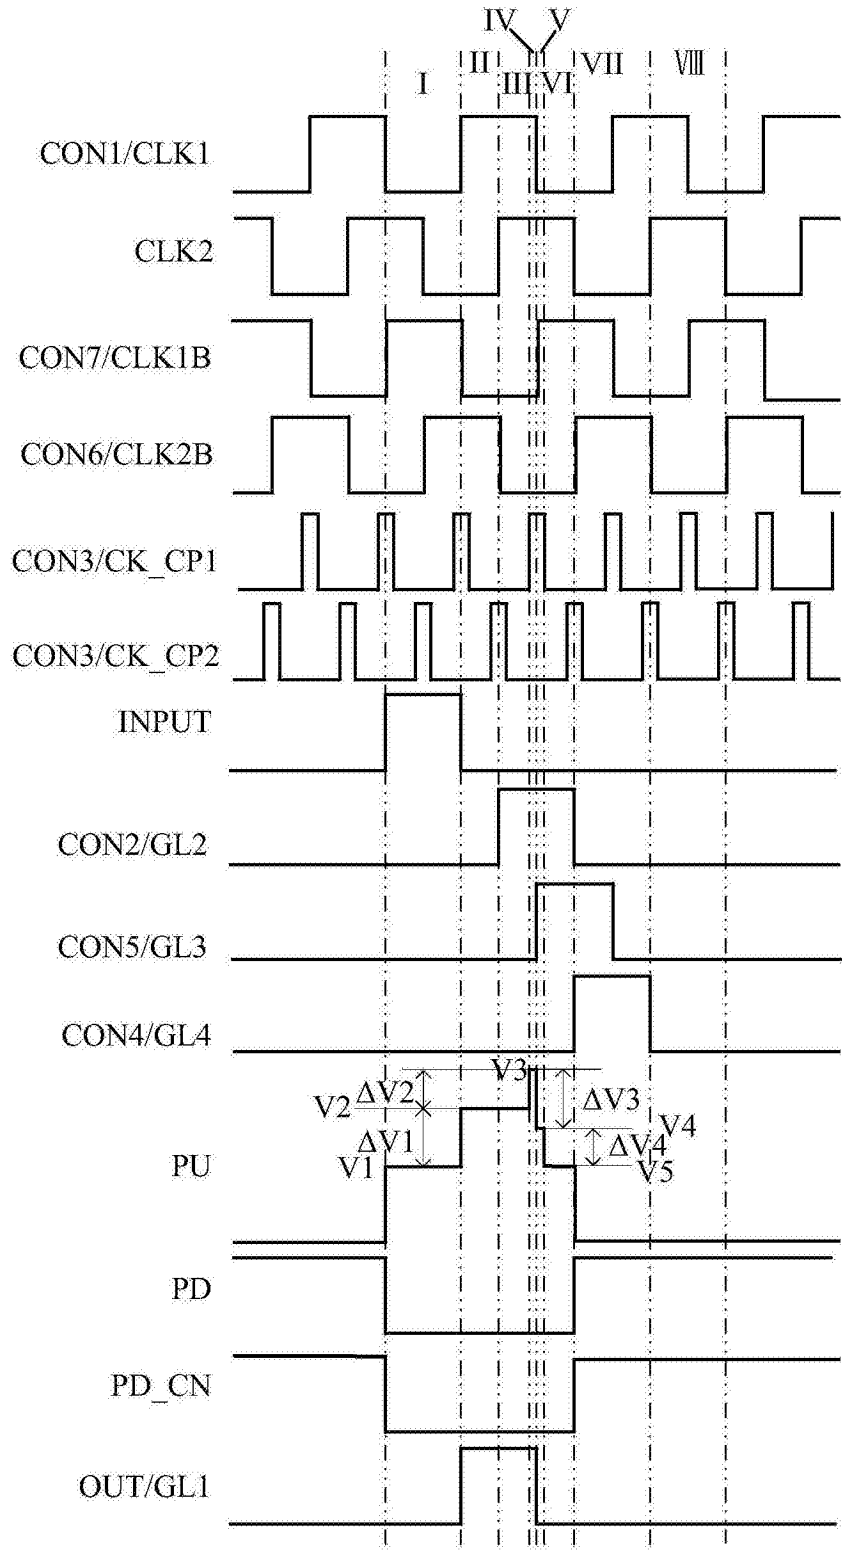 IV V
I II III VI VII VIII
CON1/CLK1
CLK2
CON7/CLK1B
CON6/CLK2B
CON3/CK_CP1
CON3/CK_CP2
INPUT
CON2/GL2
CON5/GL3
CON4/GL4
V3
V2 ΔV2 ΔV3
V4
V1 ΔV1 ΔV4
PU V5
PD
PD_CN
OUT/GL1